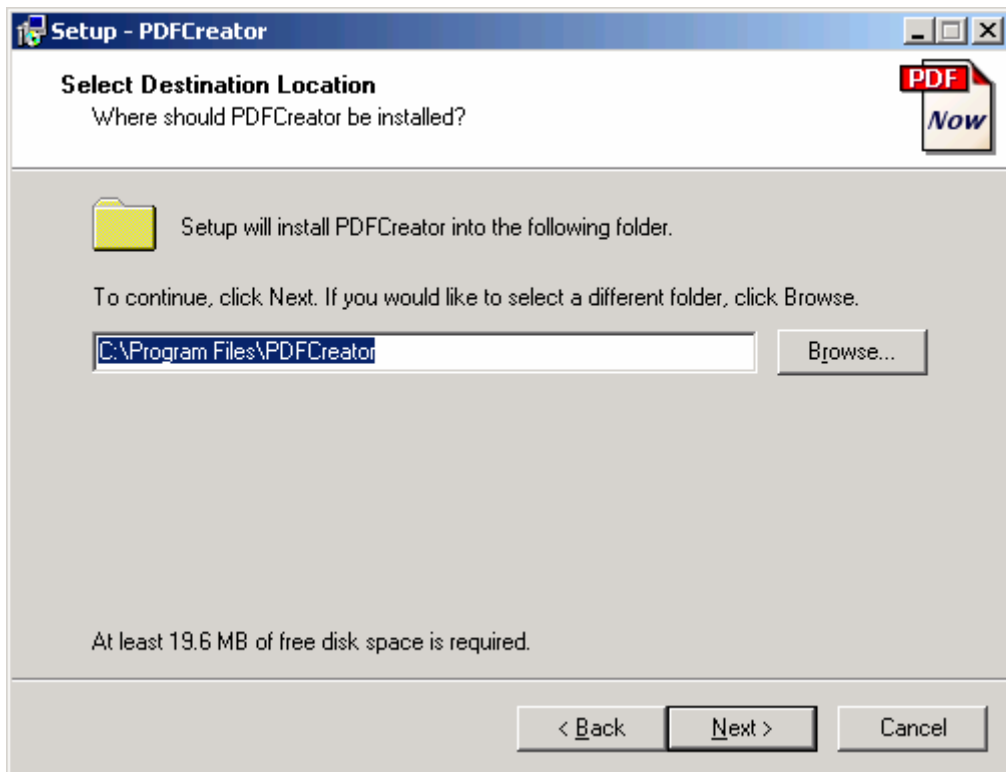 Setup - PDFCreator
Select Destination Location
Where should PDFCreator be installed?
PDF
Now
Setup will install PDFCreator into the following folder.
To continue, click Next. If you would like to select a different folder, click Browse.
C:\Program Files\PDFCreator
Browse...
At least 19.6 MB of free disk space is required.
< Back
Next >
Cancel